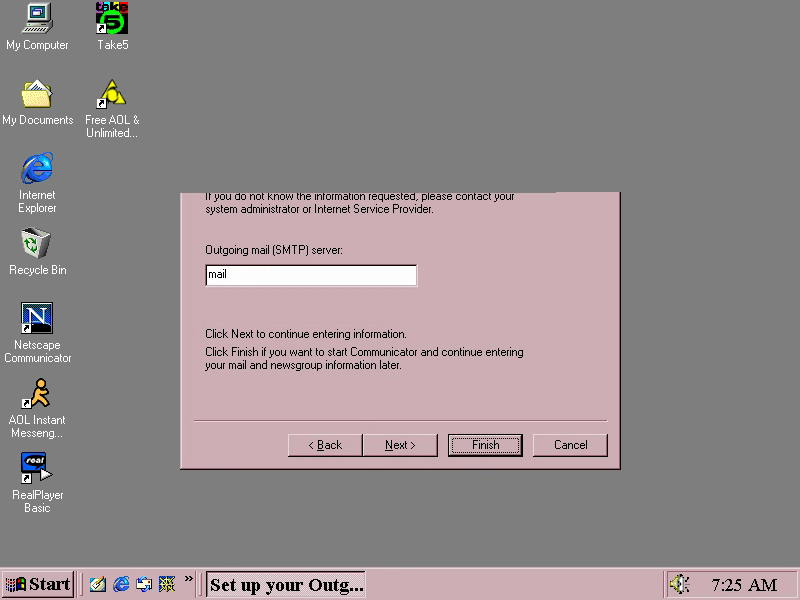 My Computer
Take5
My Documents
Free AOL &
Unlimited...
Internet
Explorer
Recycle Bin
Netscape
Communicator
AOL Instant
Messeng...
real
RealPlayer
Basic
If you do not know the information requested, please contact your
system administrator or Internet Service Provider.
Outgoing mail (SMTP) server:
mail
Click Next to continue entering information.
Click Finish if you want to start Communicator and continue entering
your mail and newsgroup information later.
< Back
Next >
Finish
Cancel
Start
»
Set up your Outg...
7:25 AM